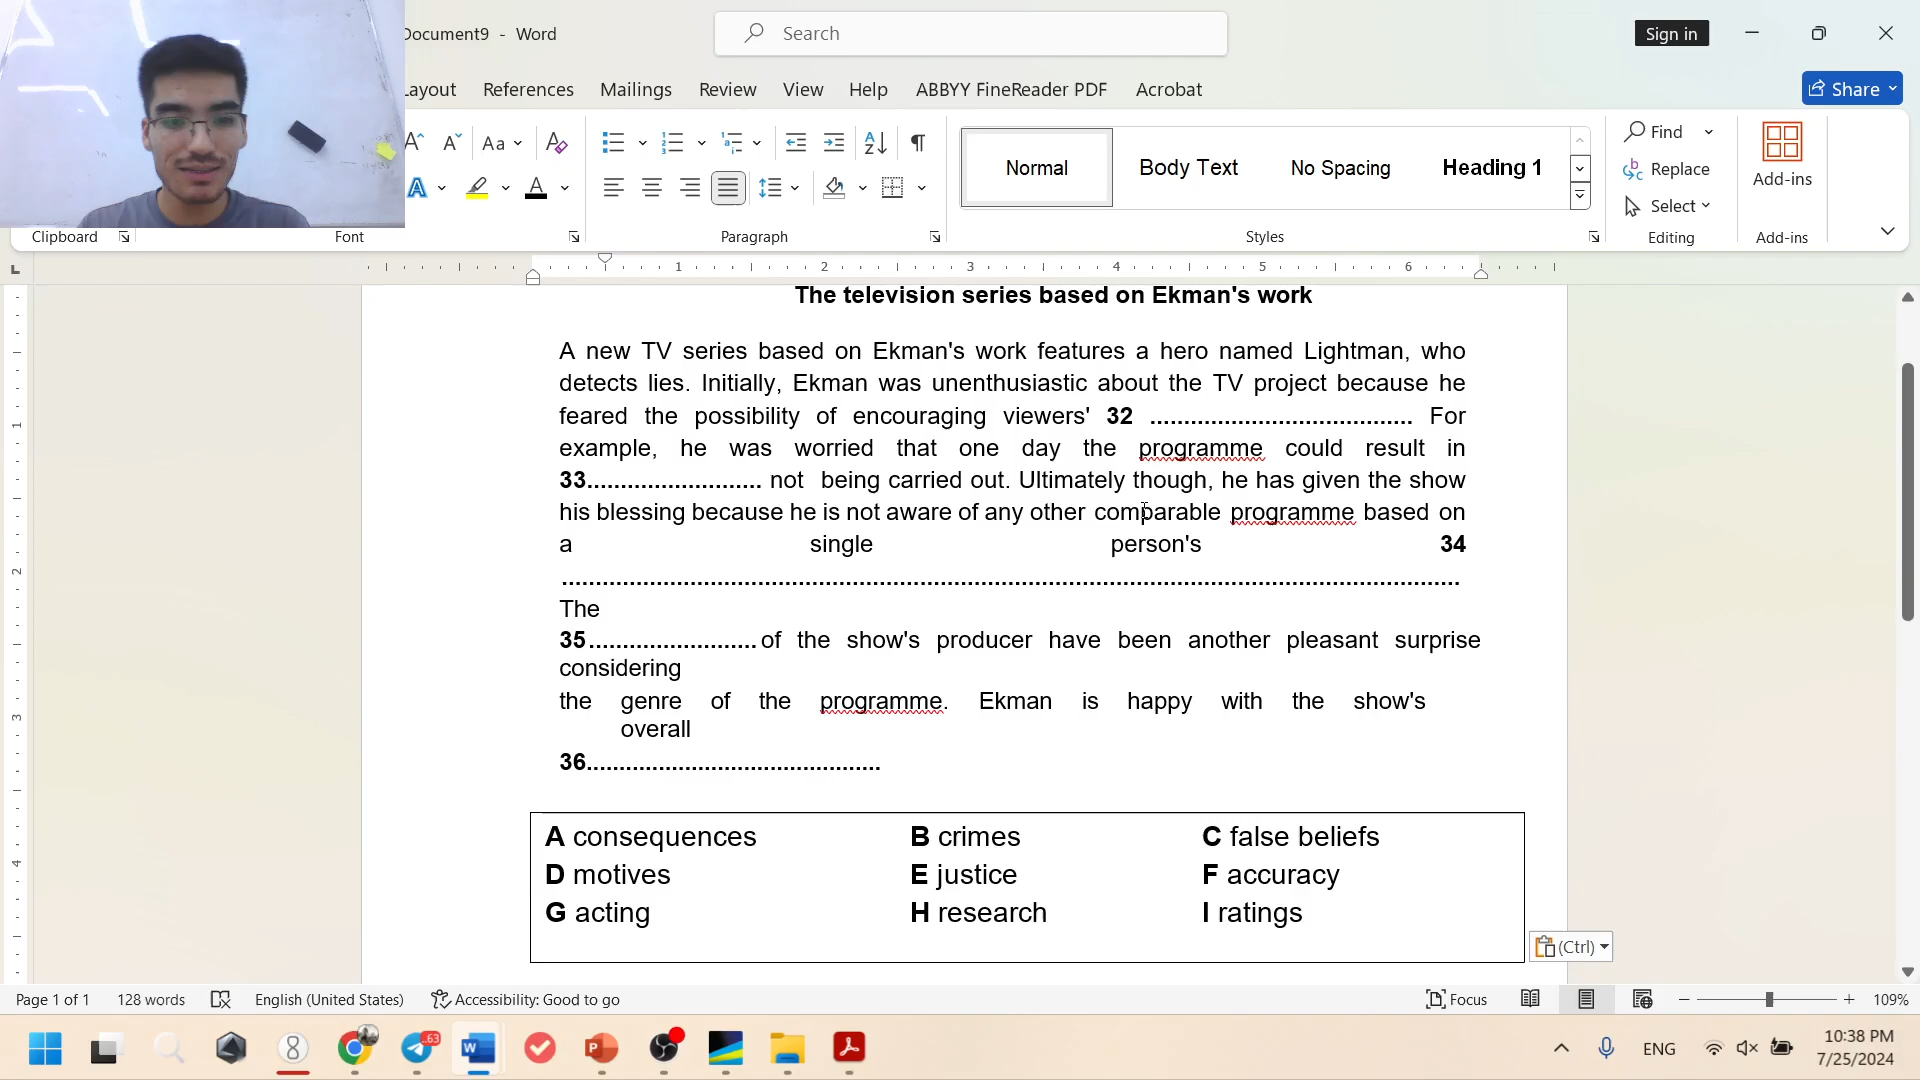 Document9 - Word
Search
Sign in
Layout References Mailings Review View Help ABBYY FineReader PDF Acrobat
Share
Aa
Normal
Body Text
No Spacing
Heading 1
Find
Replace
Select
Add-ins
Clipboard
Font
Paragraph
Styles
Editing
Add-ins
1 2 3 4 5 6
The television series based on Ekman's work
A new TV series based on Ekman's work features a hero named Lightman, who
detects lies. Initially, Ekman was unenthusiastic about the TV project because he
feared the possibility of encouraging viewers' 32 ....................................... For
example, he was worried that one day the programme could result in
33.......................... not being carried out. Ultimately though, he has given the show
his blessing because he is not aware of any other comparable programme based on
a single person's 34
.....................................................................................................................................
The
35......................... of the show's producer have been another pleasant surprise
considering
the genre of the programme. Ekman is happy with the show's
overall
36............................................
A consequences B crimes C false beliefs
D motives E justice F accuracy
G acting H research I ratings
(Ctrl)
Page 1 of 1 128 words English (United States) Accessibility: Good to go Focus 109%
63
ENG
10:38 PM
7/25/2024